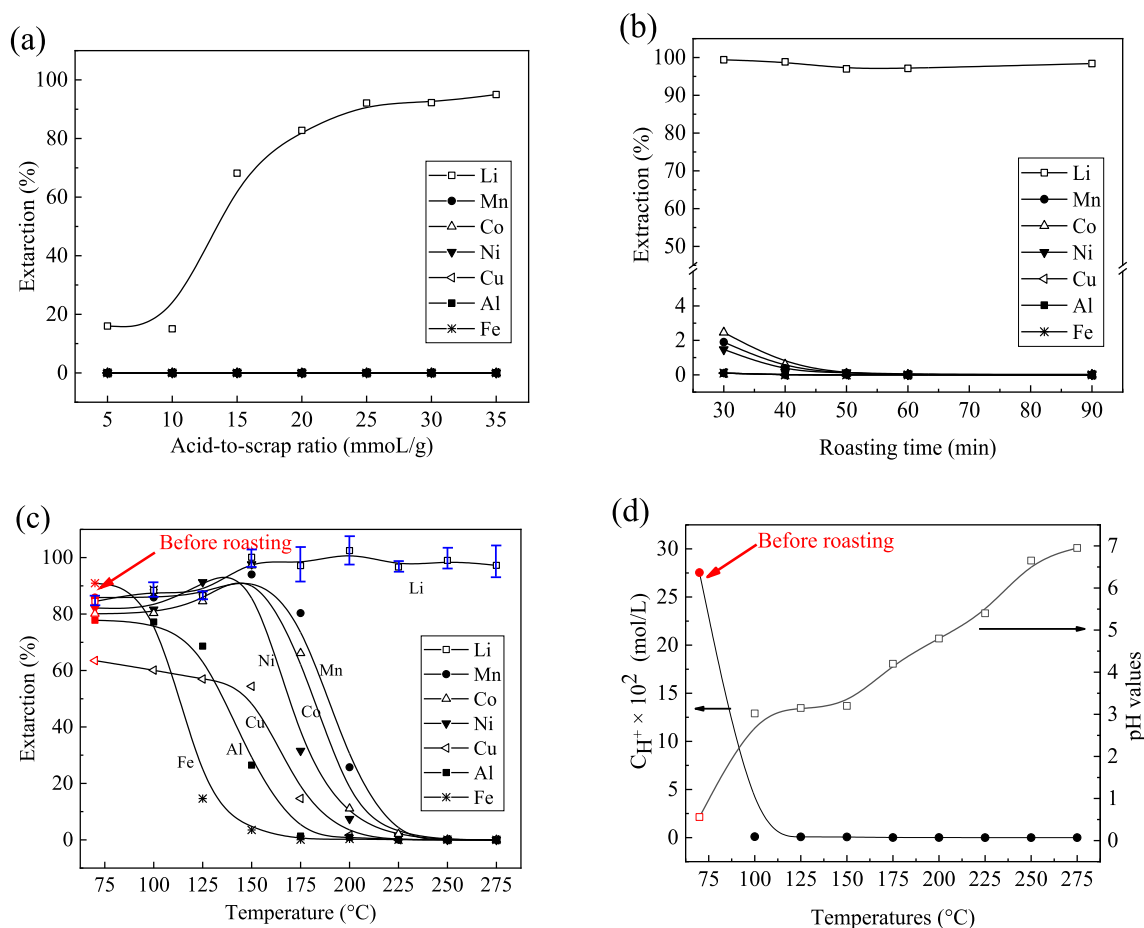 (a)
Extarction (%)
100
80
60
40
20
0
Li
Mn
Co
Ni
Cu
Al
Fe
5 10 15 20 25 30 35
Acid-to-scrap ratio (mmoL/g)
(b)
Extraction (%)
100
90
80
70
60
50
4
2
0
Li
Mn
Co
Ni
Cu
Al
Fe
30 40 50 60 70 80 90
Roasting time (min)
(c)
Extarction (%)
100
80
60
40
20
0
Before roasting
Li
Ni
Mn
Cu
Co
Al
Fe
Li
Mn
Co
Ni
Cu
Al
Fe
75 100 125 150 175 200 225 250 275
Temperature (°C)
(d)
C_H⁺ × 10² (mol/L)
30
25
20
15
10
5
0
Before roasting
7
6
5
4
3
2
1
0
pH values
75 100 125 150 175 200 225 250 275
Temperatures (°C)